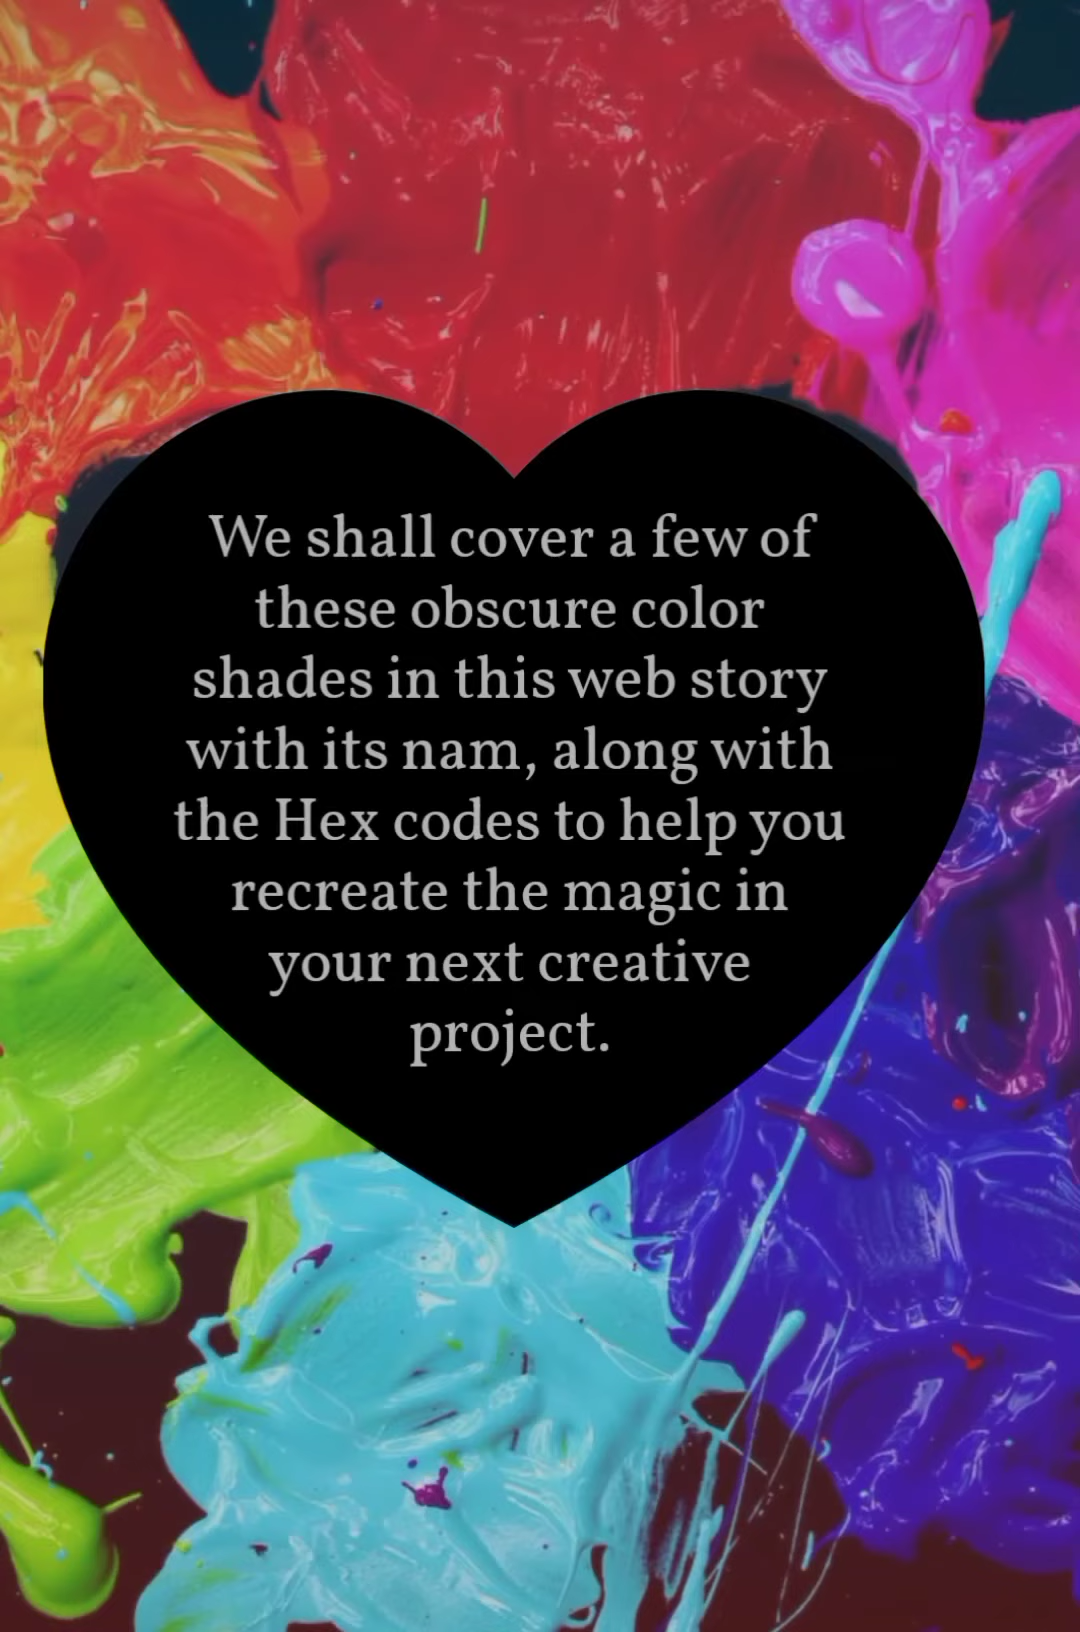 We shall cover a few of
these obscure color
shades in this web story
with its nam, along with
the Hex codes to help you
recreate the magic in
your next creative
project.